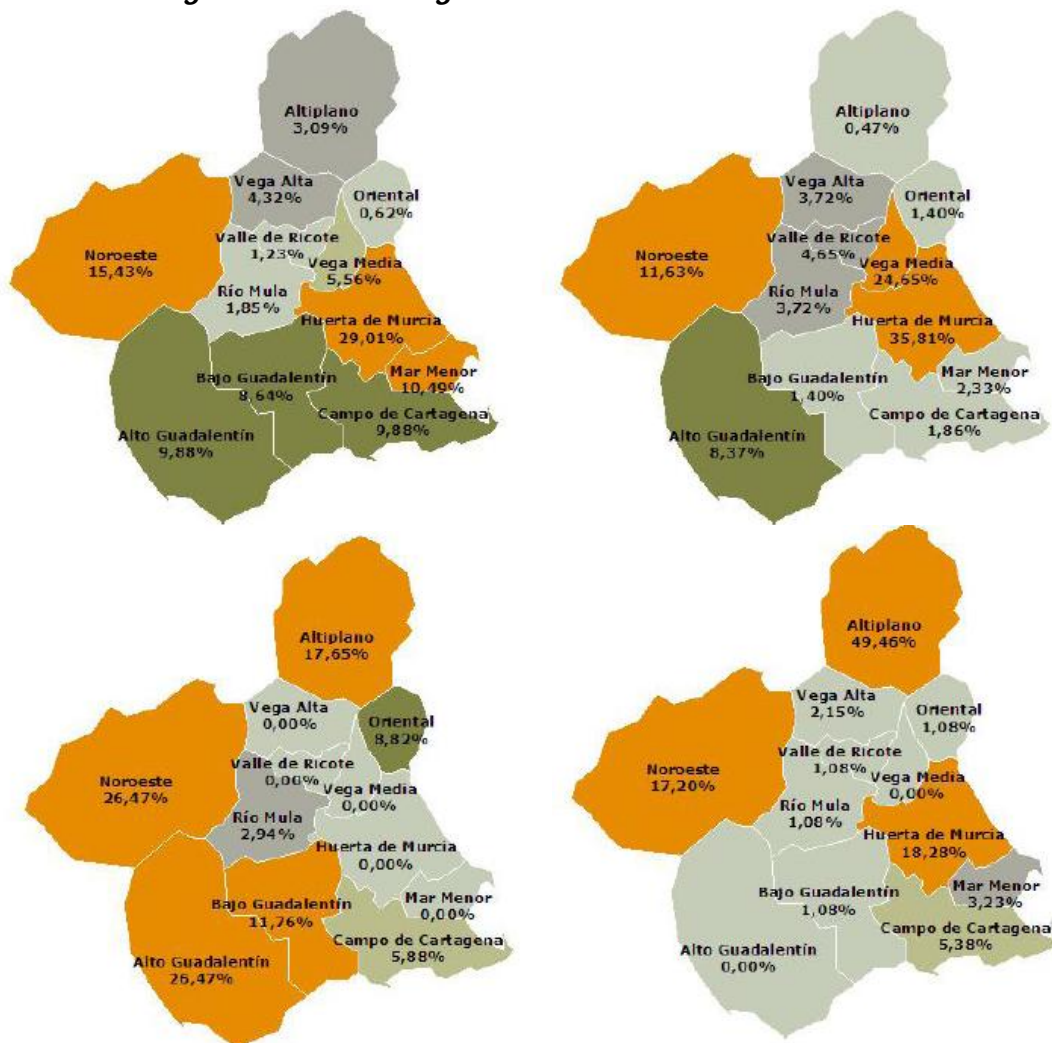 Altiplano
3,09%
Vega Alta
4,32%
Oriental
0,62%
Noroeste
15,43%
Valle de Ricote
1,23%
Vega Media
5,56%
Río Mula
1,85%
Huerta de Murcia
29,01%
Mar Menor
10,49%
Bajo Guadalentín
8,64%
Campo de Cartagena
9,88%
Alto Guadalentín
9,88%
Altiplano
0,47%
Vega Alta
3,72%
Oriental
1,40%
Noroeste
11,63%
Valle de Ricote
4,65%
Vega Media
24,65%
Río Mula
3,72%
Huerta de Murcia
35,81%
Mar Menor
2,33%
Bajo Guadalentín
1,40%
Campo de Cartagena
1,86%
Alto Guadalentín
8,37%
Altiplano
17,65%
Vega Alta
0,00%
Oriental
8,82%
Noroeste
26,47%
Valle de Ricote
0,00%
Vega Media
0,00%
Río Mula
2,94%
Huerta de Murcia
0,00%
Mar Menor
0,00%
Bajo Guadalentín
11,76%
Campo de Cartagena
5,88%
Alto Guadalentín
26,47%
Altiplano
49,46%
Vega Alta
2,15%
Oriental
1,08%
Noroeste
17,20%
Valle de Ricote
1,08%
Vega Media
0,00%
Río Mula
1,08%
Huerta de Murcia
18,28%
Mar Menor
3,23%
Bajo Guadalentín
1,08%
Campo de Cartagena
5,38%
Alto Guadalentín
0,00%